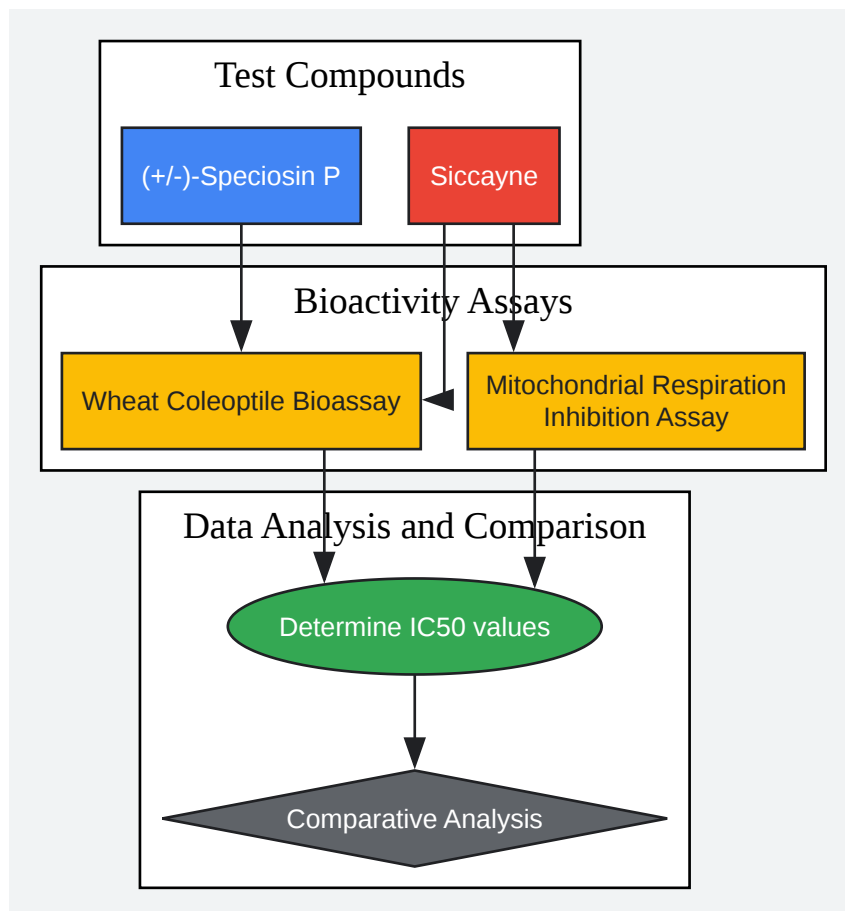 Test Compounds
(+/-)-Speciosin P
Siccayne
Bioactivity Assays
Wheat Coleoptile Bioassay
Mitochondrial Respiration
Inhibition Assay
Data Analysis and Comparison
Determine IC50 values
Comparative Analysis